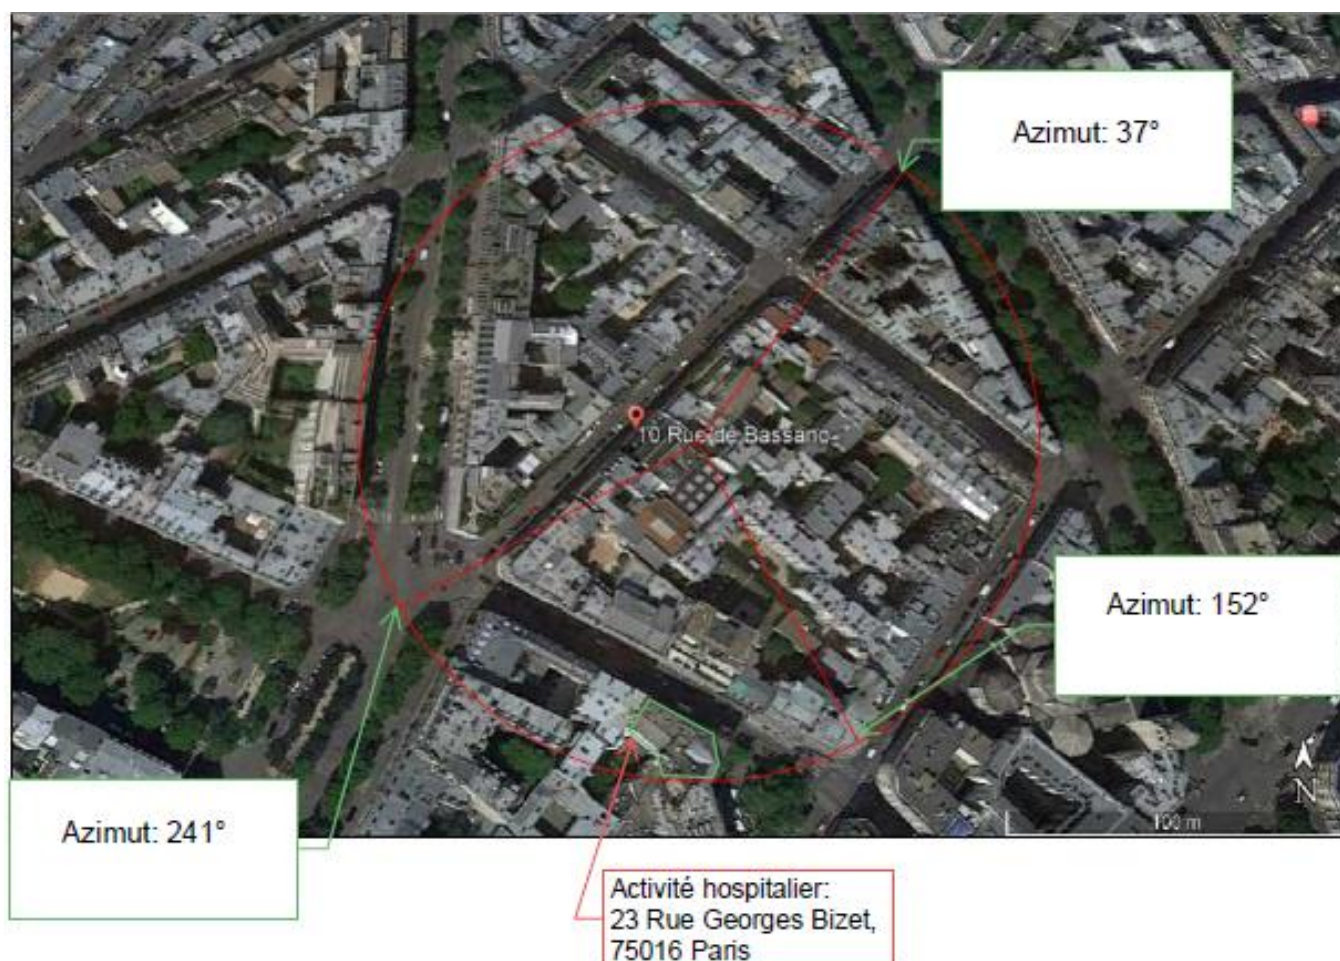 Azimut: 37°
10 Rue de Bassano
Azimut: 152°
N
100 m
Azimut: 241°
Activité hospitalier:
23 Rue Georges Bizet,
75016 Paris